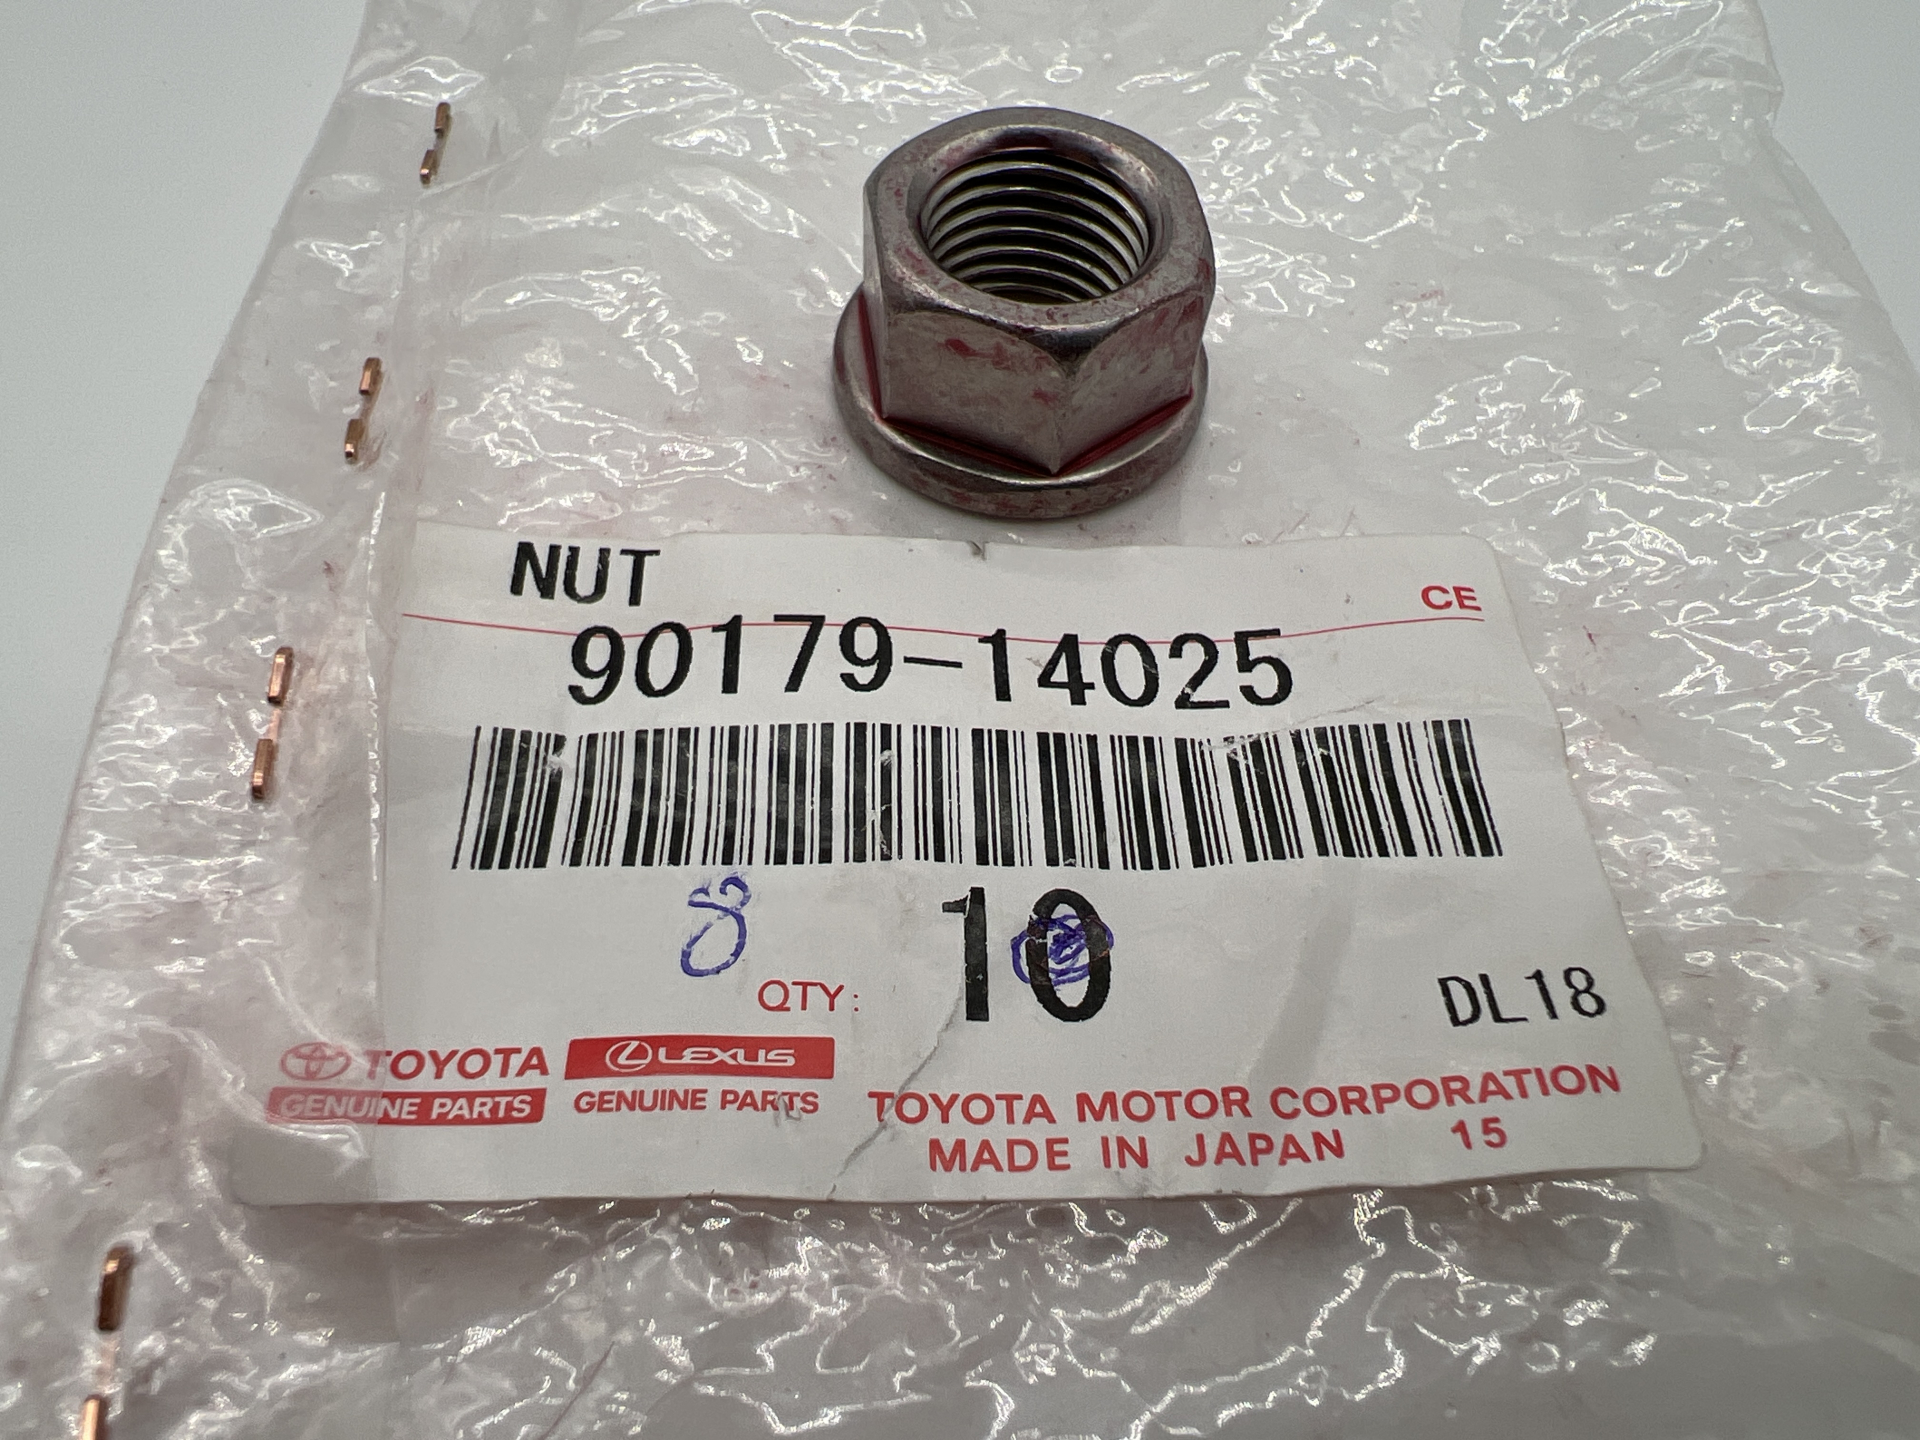 NUT
CE
90179-14025
8
QTY: 10
DL18
TOYOTA
GENUINE PARTS
LEXUS
GENUINE PARTS
TOYOTA MOTOR CORPORATION
MADE IN JAPAN 15